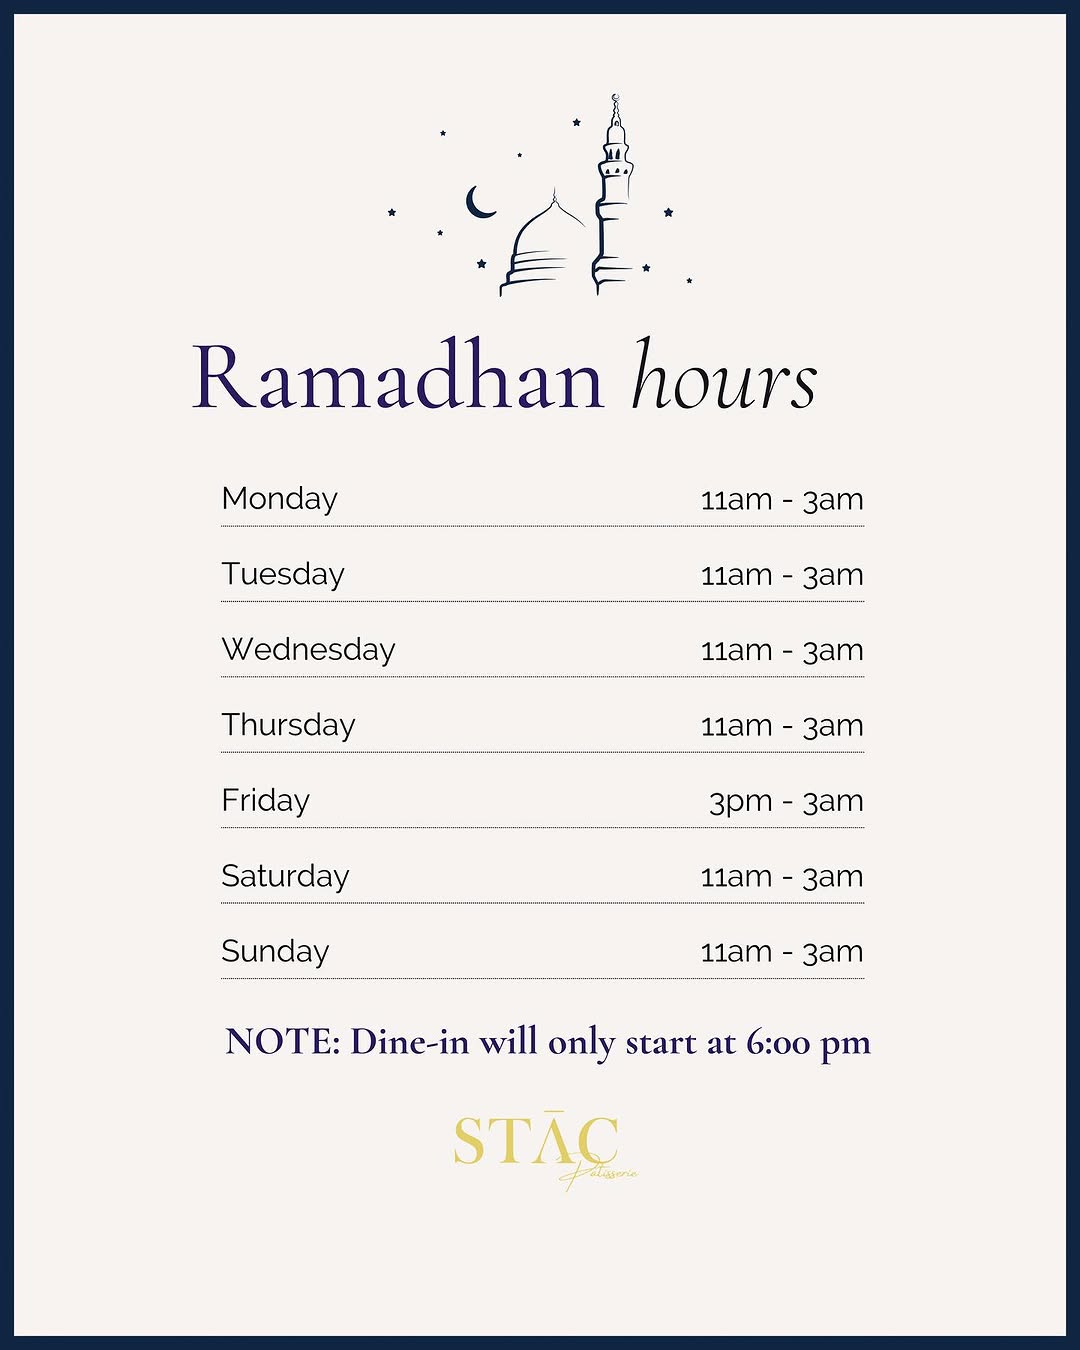 Ramadhan hours
Monday 11am - 3am
Tuesday 11am - 3am
Wednesday 11am - 3am
Thursday 11am - 3am
Friday 3pm - 3am
Saturday 11am - 3am
Sunday 11am - 3am
NOTE: Dine-in will only start at 6:00 pm
STĀC
Patisserie